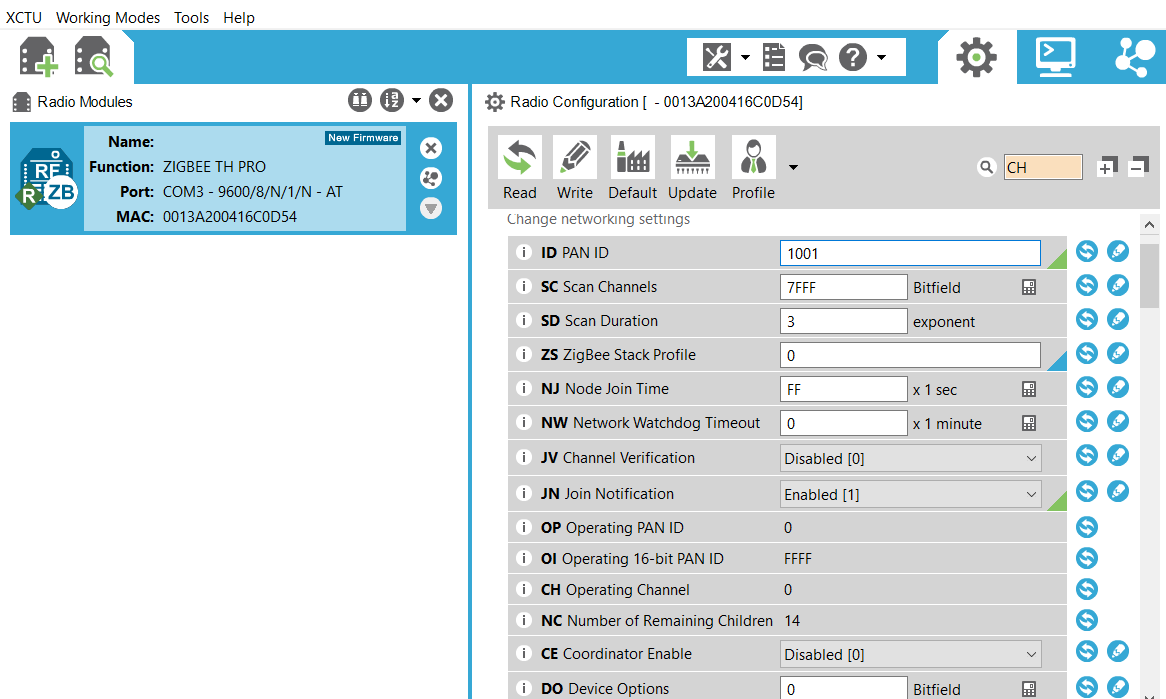 XCTU Working Modes Tools Help
Radio Modules
Radio Configuration [ - 0013A200416C0D54]
RF
R
ZB
Name:
New Firmware
Function: ZIGBEE TH PRO
Port: COM3 - 9600/8/N/1/N - AT
MAC: 0013A200416C0D54
Read Write Default Update Profile
CH
Change networking settings
i ID PAN ID 1001
i SC Scan Channels 7FFF Bitfield
i SD Scan Duration 3 exponent
i ZS ZigBee Stack Profile 0
i NJ Node Join Time FF x 1 sec
i NW Network Watchdog Timeout 0 x 1 minute
i JV Channel Verification Disabled [0]
i JN Join Notification Enabled [1]
i OP Operating PAN ID 0
i OI Operating 16-bit PAN ID FFFF
i CH Operating Channel 0
i NC Number of Remaining Children 14
i CE Coordinator Enable Disabled [0]
i DO Device Options 0 Bitfield